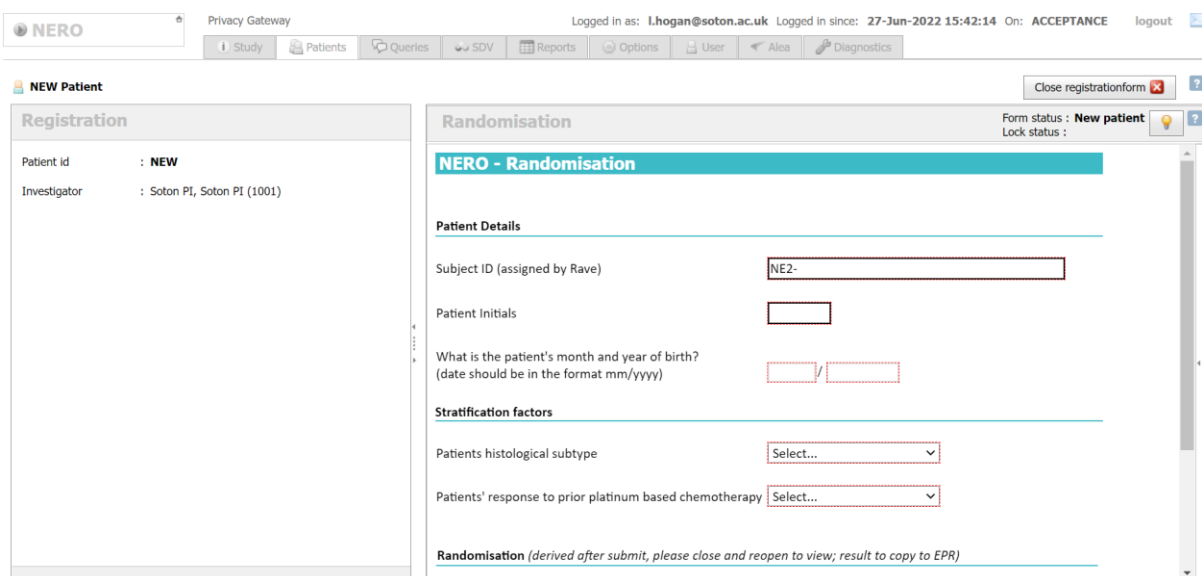 NERO
Privacy Gateway
Logged in as: l.hogan@soton.ac.uk Logged in since: 27-Jun-2022 15:42:14 On: ACCEPTANCE logout
Study Patients Queries SDV Reports Options User Alea Diagnostics
NEW Patient
Close registrationform
?
Registration
Patient id : NEW
Investigator : Soton PI, Soton PI (1001)
Randomisation
Form status : New patient
Lock status :
?
NERO - Randomisation
Patient Details
Subject ID (assigned by Rave) NE2-
Patient Initials
What is the patient's month and year of birth?
(date should be in the format mm/yyyy) /
Stratification factors
Patients histological subtype Select...
Patients' response to prior platinum based chemotherapy Select...
Randomisation (derived after submit, please close and reopen to view; result to copy to EPR)